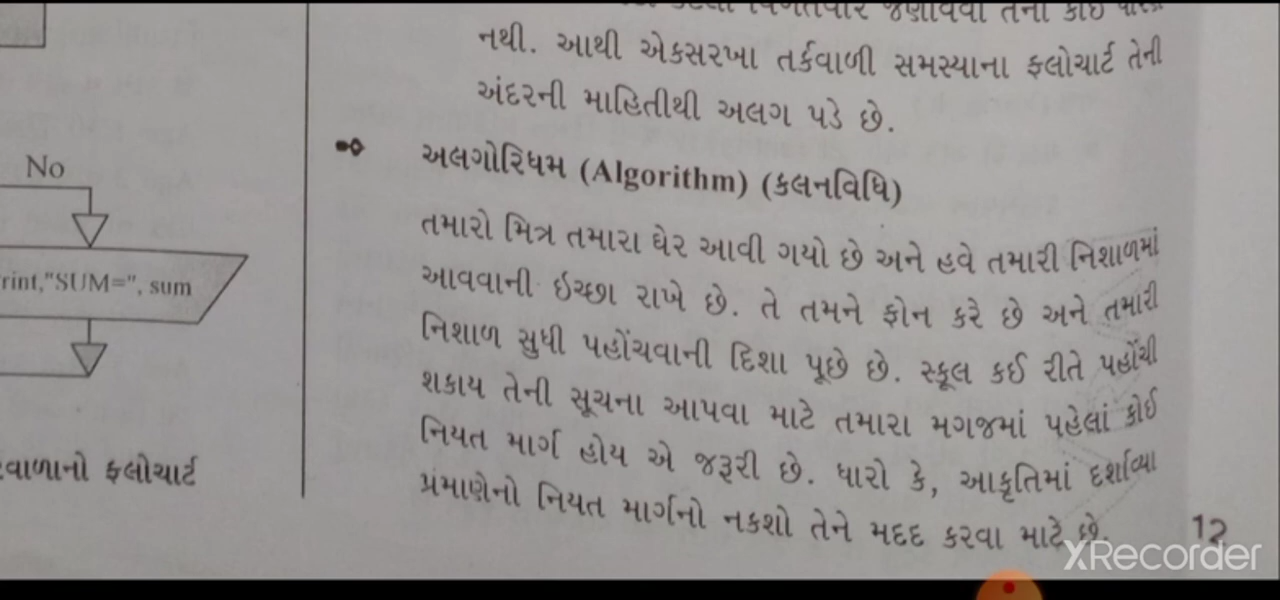 નથી. આથી એકસરખા તર્કવાળી સમસ્યાના ફ્લોચાર્ટ તેની
અંદરની માહિતીથી અલગ પડે છે.
No
અલગોરિધમ (Algorithm) (કલનવિધિ)
તમારો મિત્ર તમારા ઘેર આવી ગયો છે અને હવે તમારી નિશાળમાં
આવવાની ઇચ્છા રાખે છે. તે તમને ફોન કરે છે અને તમારી
rint,"SUM=", sum
નિશાળ સુધી પહોંચવાની દિશા પૂછે છે. સ્કૂલ કઈ રીતે પહોંચી
શકાય તેની સૂચના આપવા માટે તમારા મગજમાં પહેલાં કોઈ
નિયત માર્ગ હોય એ જરૂરી છે. ધારો કે, આકૃતિમાં દર્શાવ્યા
વાળાનો ફ્લોચાર્ટ
પ્રમાણેનો નિયત માર્ગનો નકશો તેને મદદ કરવા માટે છે.
12
XRecorder